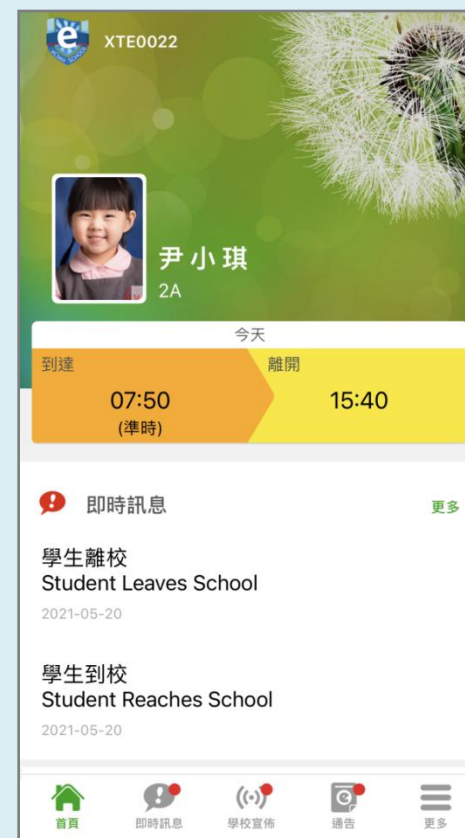 XTE0022
尹小琪
2A
今天
到達
離開
07:50
15:40
(準時)
即時訊息
更多
學生離校
Student Leaves School
2021-05-20
學生到校
Student Reaches School
2021-05-20
首頁
即時訊息
學校宣佈
通告
更多